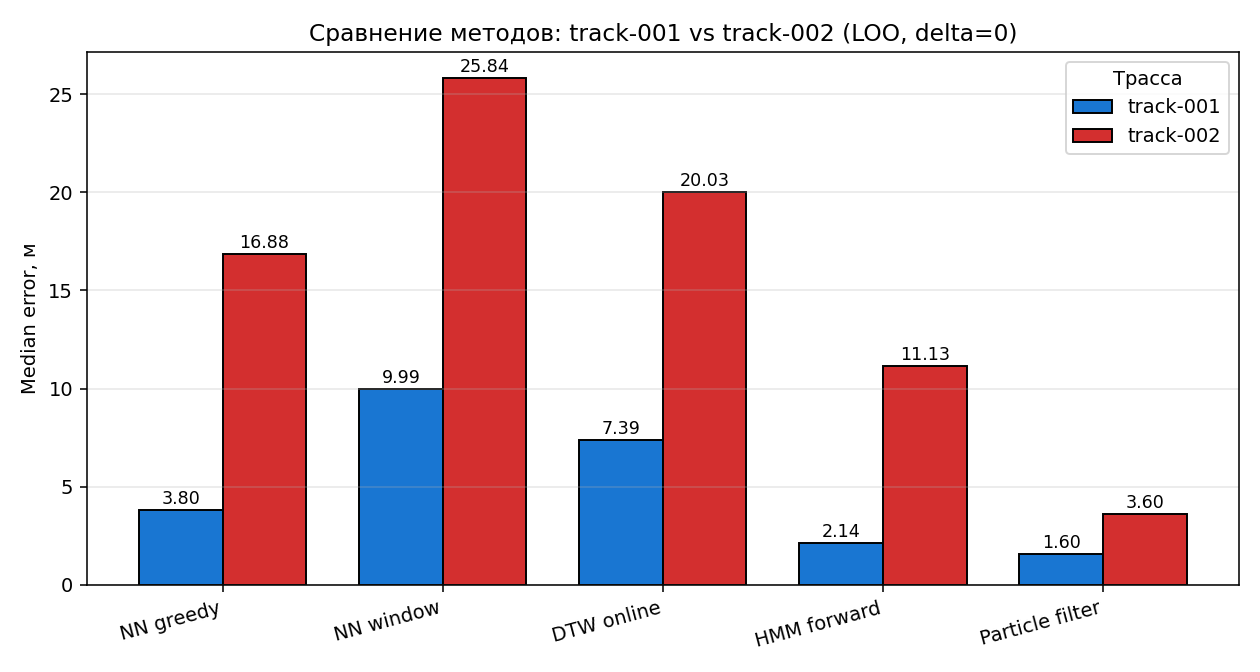 Сравнение методов: track-001 vs track-002 (LOO, delta=0)
Трасса
track-001
track-002
Median error, м
25
20
15
10
5
0
3.80
16.88
9.99
25.84
7.39
20.03
2.14
11.13
1.60
3.60
NN greedy
NN window
DTW online
HMM forward
Particle filter